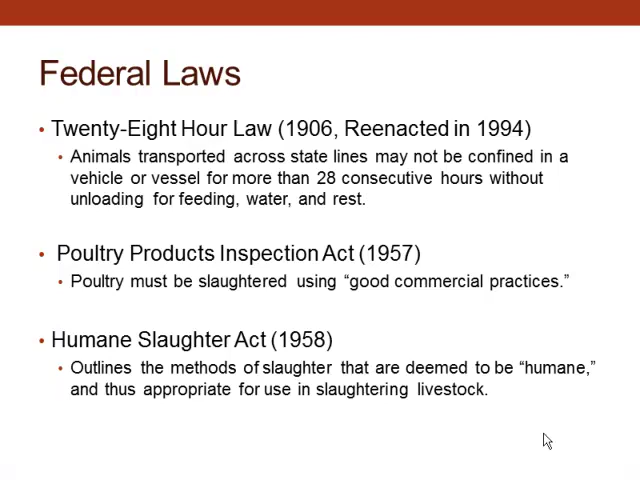 Federal Laws
• Twenty-Eight Hour Law (1906, Reenacted in 1994)
• Animals transported across state lines may not be confined in a
vehicle or vessel for more than 28 consecutive hours without
unloading for feeding, water, and rest.
• Poultry Products Inspection Act (1957)
• Poultry must be slaughtered using “good commercial practices.”
• Humane Slaughter Act (1958)
• Outlines the methods of slaughter that are deemed to be “humane,”
and thus appropriate for use in slaughtering livestock.